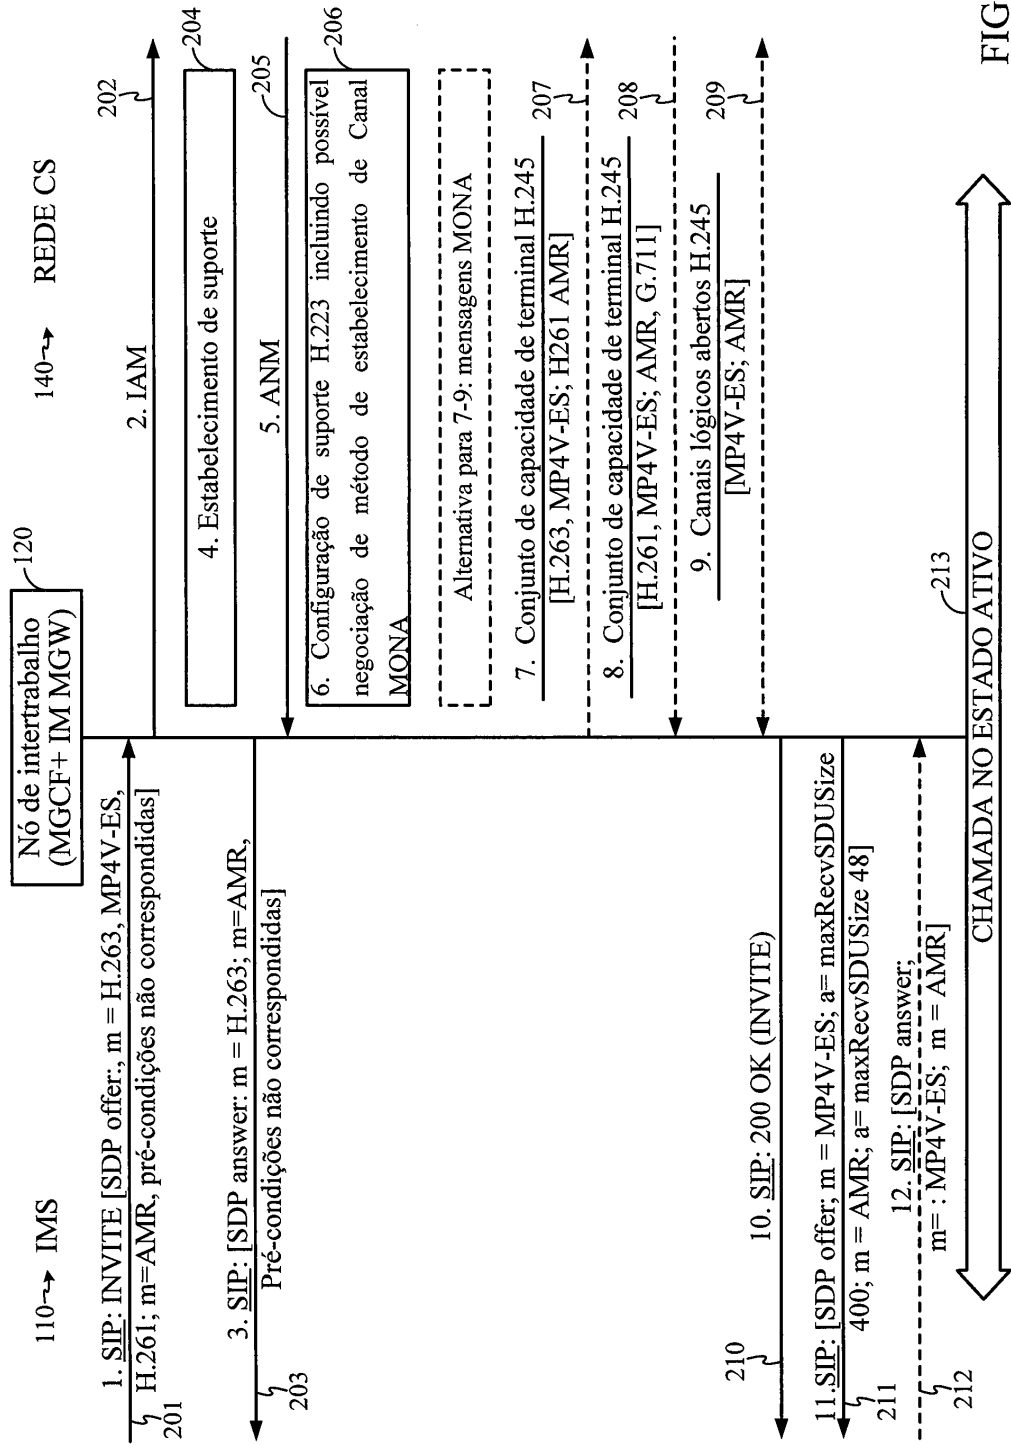 110 IMS
Nó de intertrabalho
(MGCF+ IM MGW)
120
140 REDE CS
1. SIP: INVITE [SDP offer:, m = H.263, MP4V-ES,
H.261; m=AMR, pré-condições não correspondidas]
201
2. IAM
202
3. SIP: [SDP answer: m = H.263; m=AMR,
Pré-condições não correspondidas]
203
4. Estabelecimento de suporte
204
5. ANM
205
6. Configuração de suporte H.223 incluindo possível
negociação de método de estabelecimento de Canal
MONA
206
Alternativa para 7-9: mensagens MONA
7. Conjunto de capacidade de terminal H.245
[H.263, MP4V-ES; H261 AMR]
207
8. Conjunto de capacidade de terminal H.245
[H.261, MP4V-ES; AMR, G.711]
208
9. Canais lógicos abertos H.245
[MP4V-ES; AMR]
209
10. SIP: 200 OK (INVITE)
210
11.SIP: [SDP offer; m = MP4V-ES; a= maxRecvSDUSize
400; m = AMR; a= maxRecvSDUSize 48]
211
12. SIP: [SDP answer;
m= : MP4V-ES; m = AMR]
212
CHAMADA NO ESTADO ATIVO
213
FIG